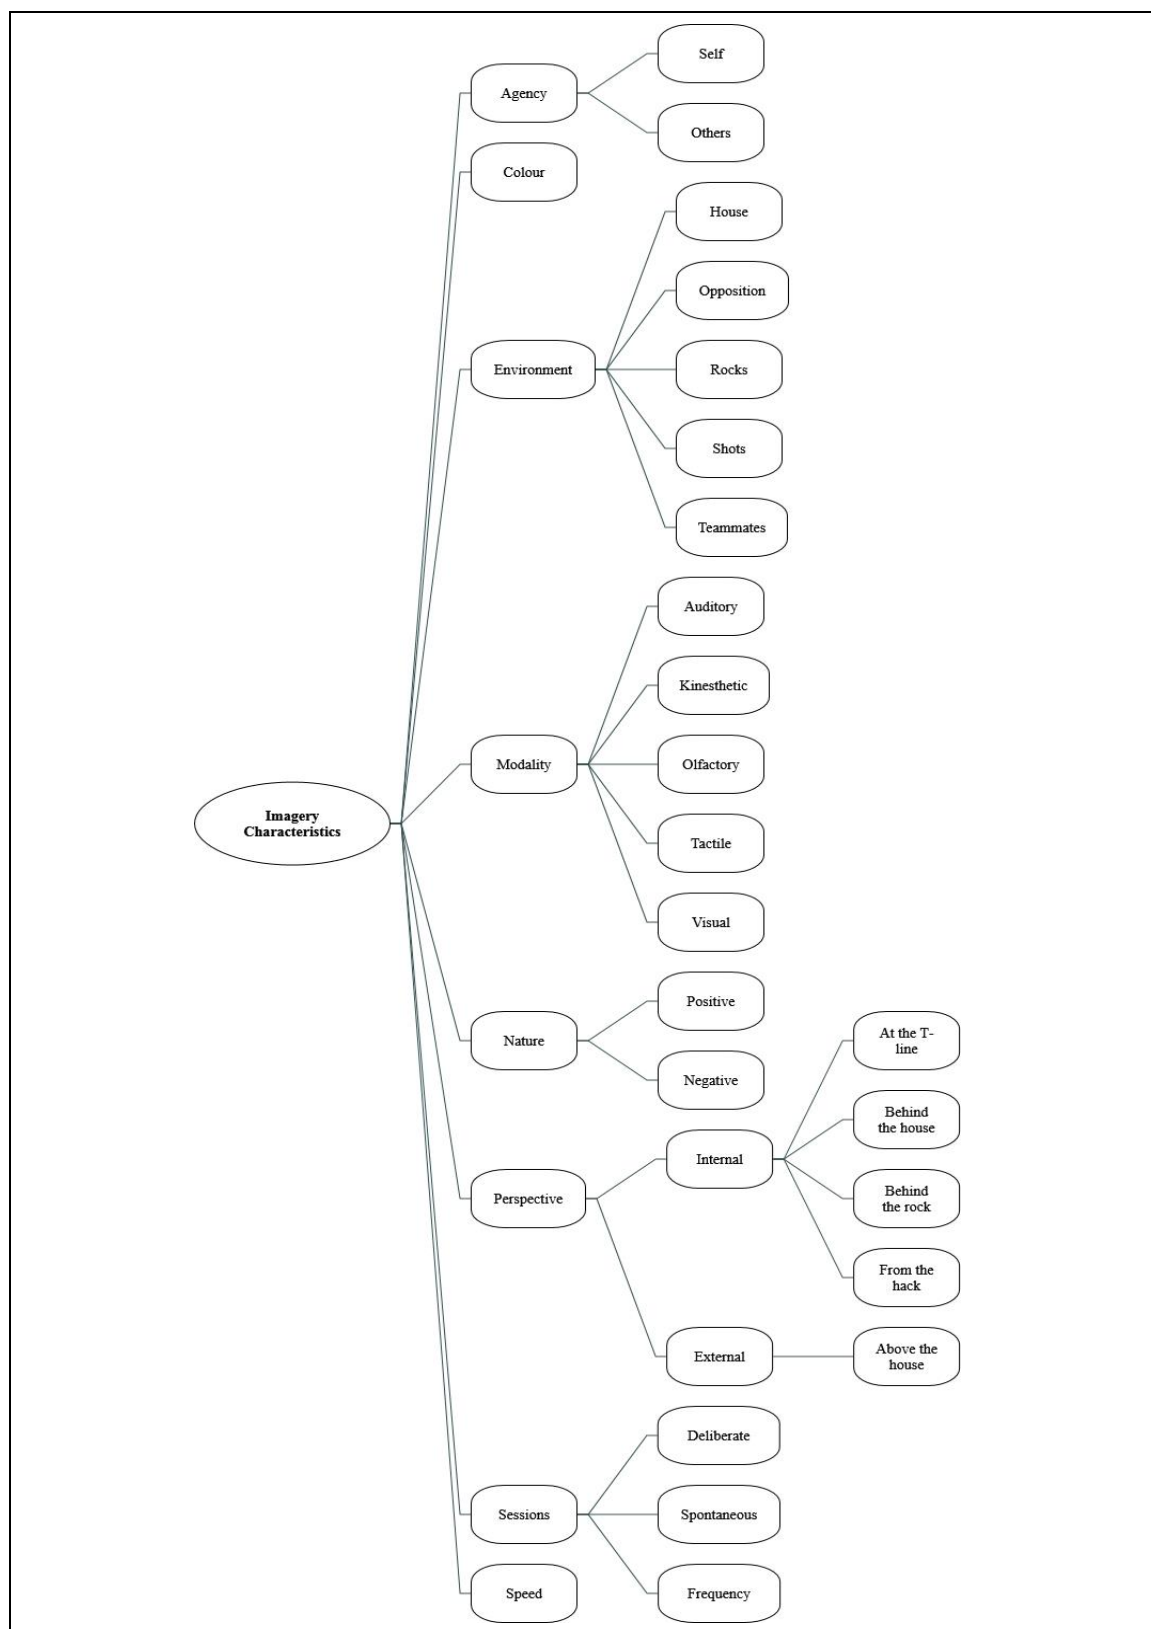 Self
Agency
Others
Colour
House
Opposition
Environment
Rocks
Shots
Teammates
Auditory
Kinesthetic
Modality
Olfactory
Tactile
Visual
Imagery
Characteristics
Positive
Nature
Negative
At the T-
line
Behind
the house
Internal
Perspective
Behind
the rock
From the
hack
External
Above the
house
Deliberate
Sessions
Spontaneous
Speed
Frequency